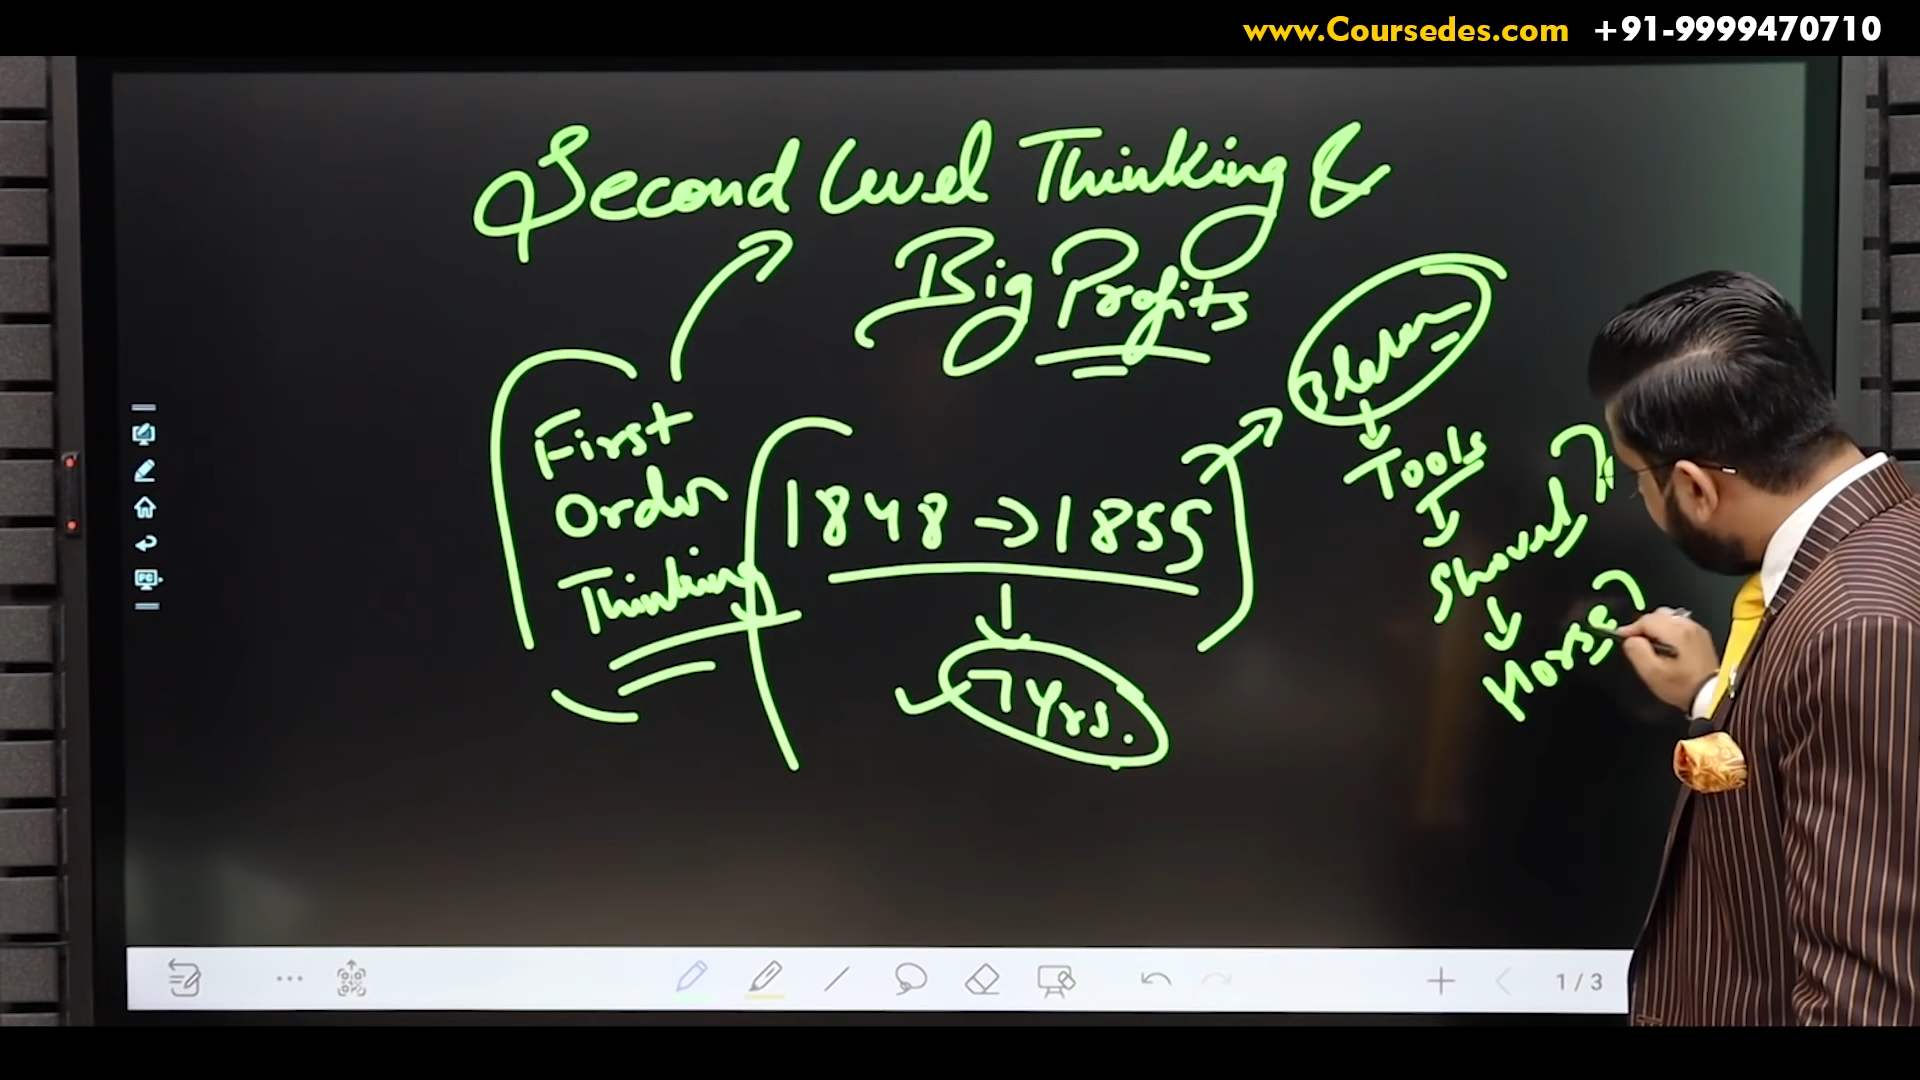 www.Coursedes.com +91-9999470710
Second Level Thinking &
Big Profits
First
Order
Thinking
1848 → 1855
7 Yrs.
Tools
Shovel
Horse
1 / 3